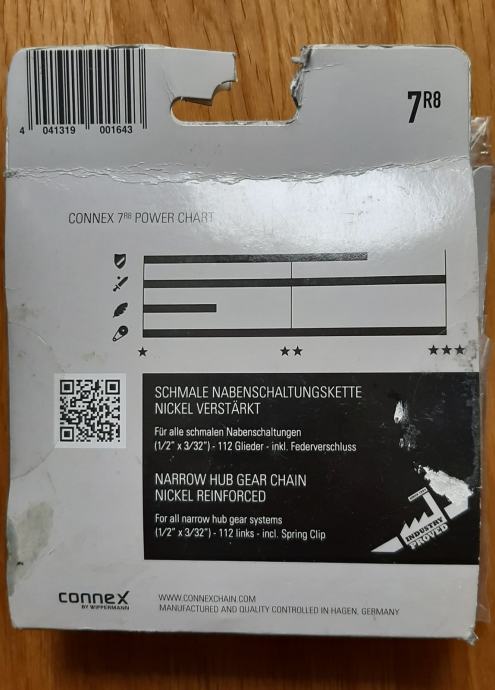 4 041319 001643
7R8
CONNEX 7R8 POWER CHART
★ ★★ ★★★
SCHMALE NABENSCHALTUNGSKETTE
NICKEL VERSTÄRKT
Für alle schmalen Nabenschaltungen
(1/2" x 3/32") - 112 Glieder - inkl. Federverschluss
NARROW HUB GEAR CHAIN
NICKEL REINFORCED
For all narrow hub gear systems
(1/2" x 3/32") - 112 links - incl. Spring Clip
INDUSTRY
PROVED
conneX
BY WIPPERMANN
WWW.CONNEXCHAIN.COM
MANUFACTURED AND QUALITY CONTROLLED IN HAGEN, GERMANY